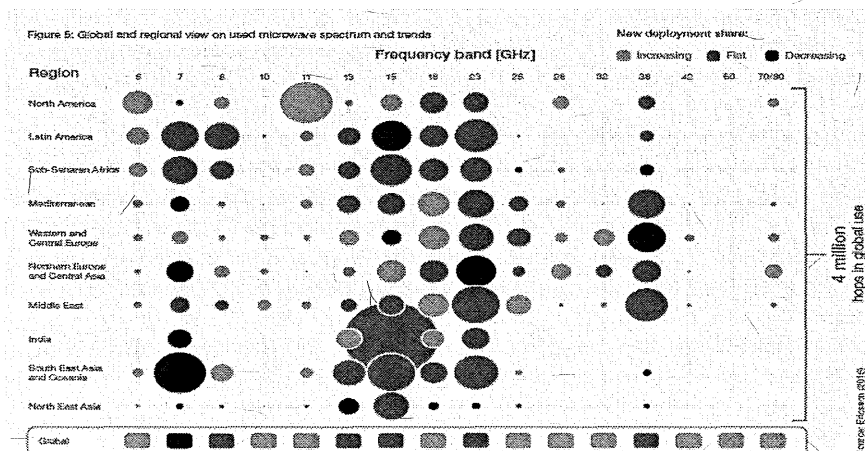 Figure 5: Global and regional view on used microwave spectrum and trends
New deployment share:
Increasing Flat Decreasing
Frequency band [GHz]
Region
6 7 8 10 11 13 15 18 23 26 28 32 38 42 60 70/80
North America
Latin America
Sub-Saharan Africa
Mediterranean
Western and
Central Europe
Northern Europe
and Central Asia
Middle East
India
South East Asia
and Oceania
North East Asia
Global
4 million
hops in global use
Ericsson